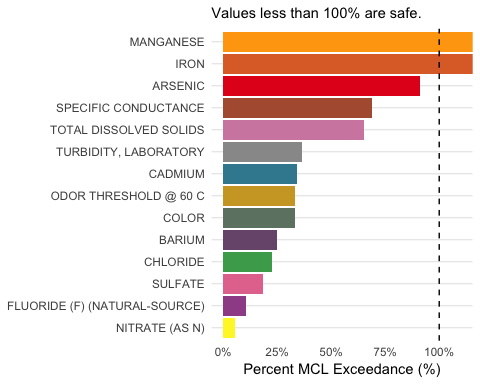 Values less than 100% are safe.
MANGANESE
IRON
ARSENIC
SPECIFIC CONDUCTANCE
TOTAL DISSOLVED SOLIDS
TURBIDITY, LABORATORY
CADMIUM
ODOR THRESHOLD @ 60 C
COLOR
BARIUM
CHLORIDE
SULFATE
FLUORIDE (F) (NATURAL-SOURCE)
NITRATE (AS N)
0% 25% 50% 75% 100%
Percent MCL Exceedance (%)